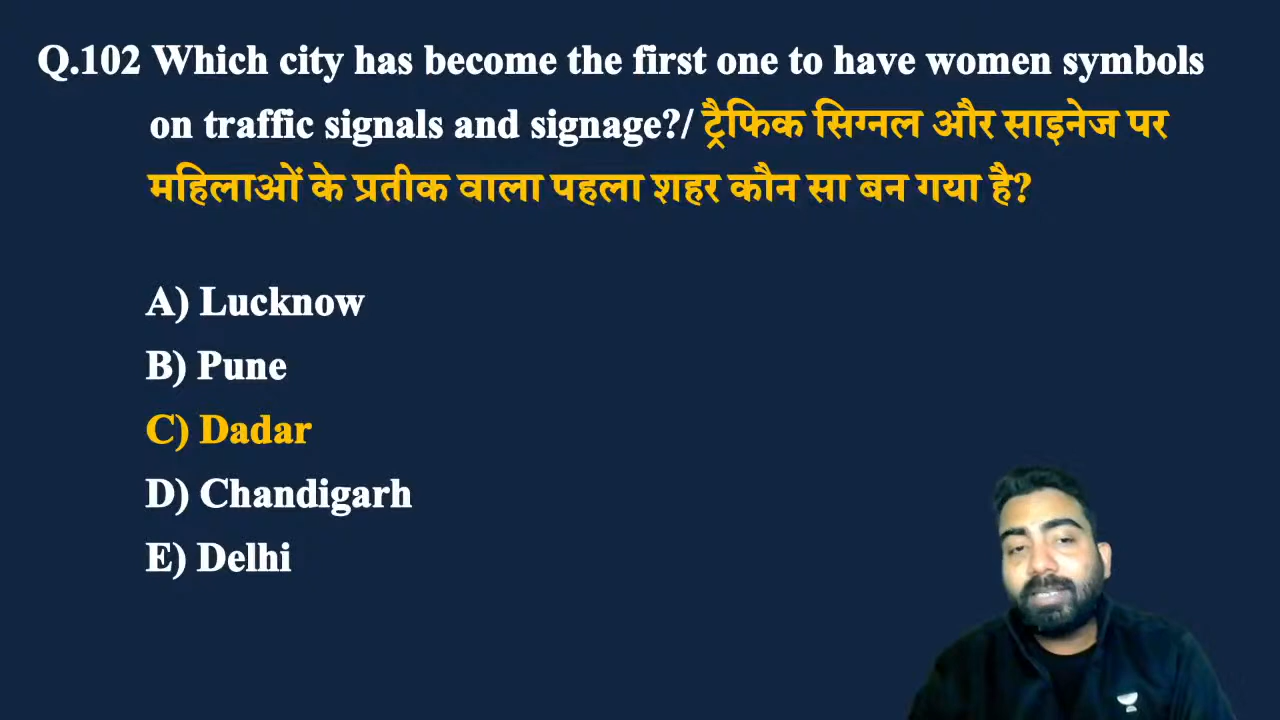 Q.102 Which city has become the first one to have women symbols
on traffic signals and signage?/ ट्रैफिक सिग्नल और साइनेज पर
महिलाओं के प्रतीक वाला पहला शहर कौन सा बन गया है?
A) Lucknow
B) Pune
C) Dadar
D) Chandigarh
E) Delhi